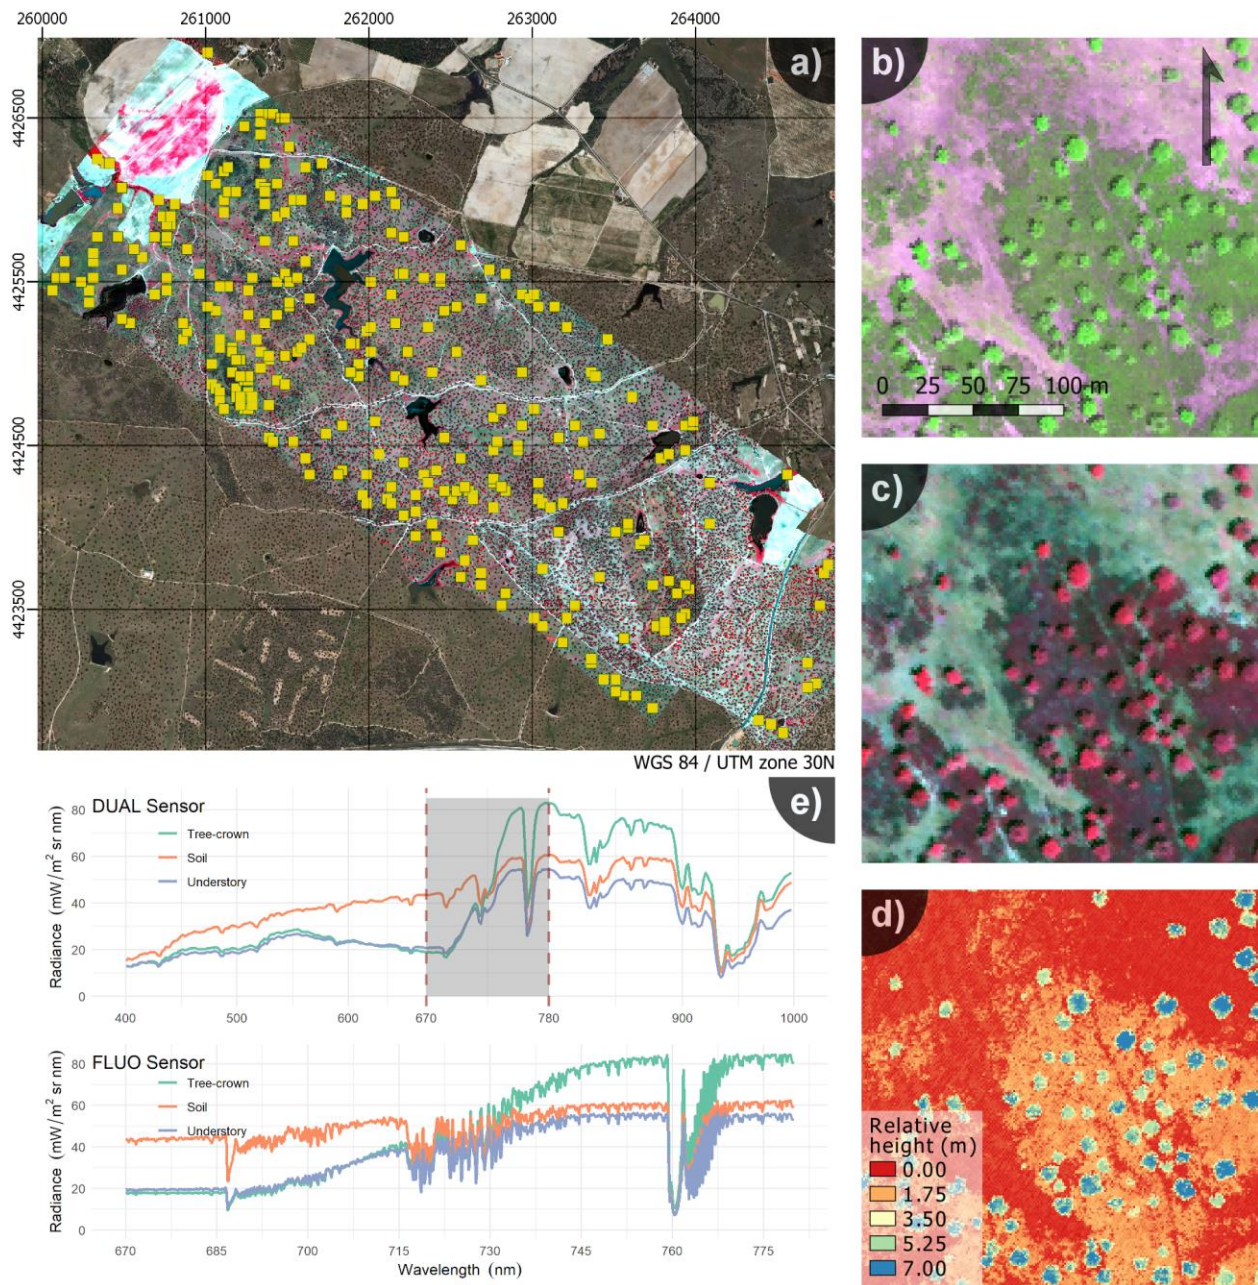 260000 261000 262000 263000 264000
a)
4426500
4425500
4424500
4423500
WGS 84 / UTM zone 30N
b)
0 25 50 75 100 m
c)
d)
Relative
height (m)
0.00
1.75
3.50
5.25
7.00
e)
DUAL Sensor
Tree-crown
Soil
Understory
Radiance (mW/m² sr nm)
80
60
40
20
0
400 500 600 670 780 900 1000
FLUO Sensor
Tree-crown
Soil
Understory
Radiance (mW/m² sr nm)
80
60
40
20
0
670 685 700 715 730 745 760 775
Wavelength (nm)